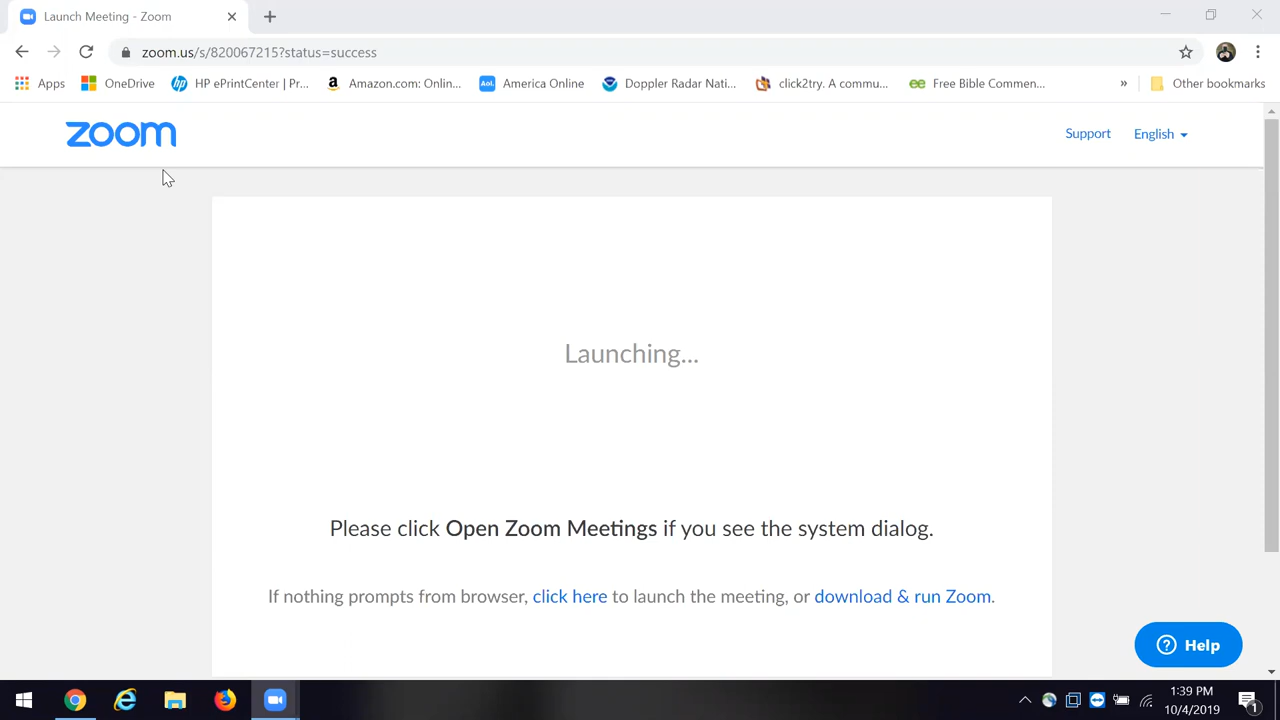 Launch Meeting - Zoom
zoom.us/s/820067215?status=success
Apps
OneDrive
HP ePrintCenter | Pr...
Amazon.com: Onlin...
Aol.
America Online
Doppler Radar Nati...
click2try. A commu...
ee
Free Bible Commen...
»
Other bookmarks
zoom
Support
English
Launching...
Please click Open Zoom Meetings if you see the system dialog.
If nothing prompts from browser, click here to launch the meeting, or download & run Zoom.
? Help
1:39 PM
10/4/2019
1